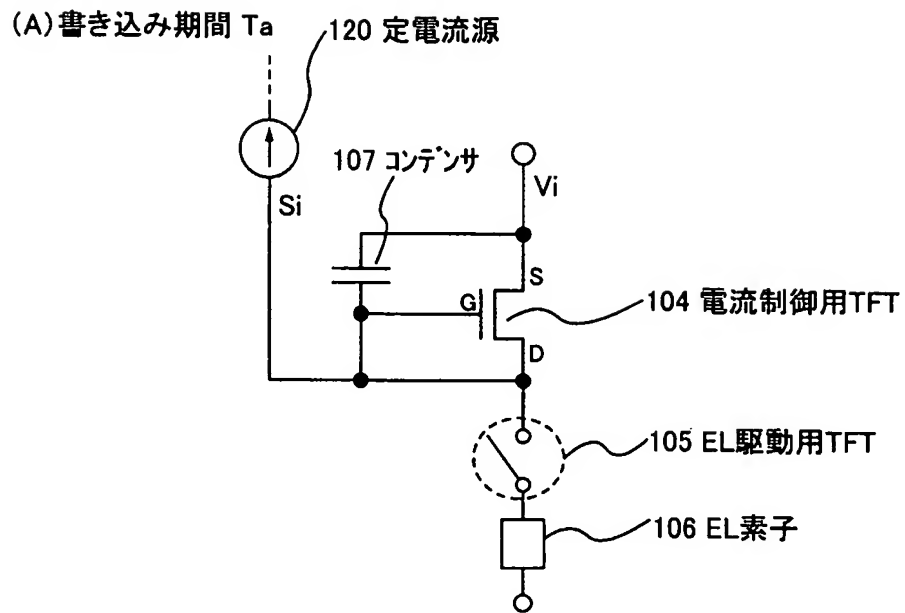 (A)書き込み期間 Ta
120 定電流源
107 コンデンサ
Si
Vi
S
G
104 電流制御用TFT
D
105 EL駆動用TFT
106 EL素子